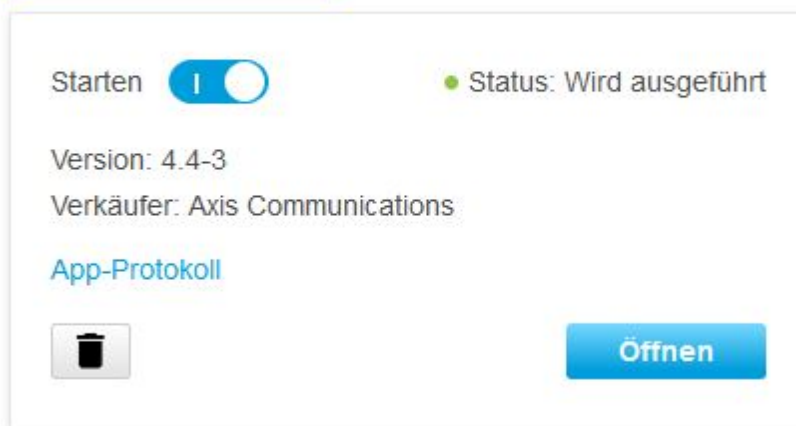 Starten
Status: Wird ausgeführt
Version: 4.4-3
Verkäufer: Axis Communications
App-Protokoll
Öffnen